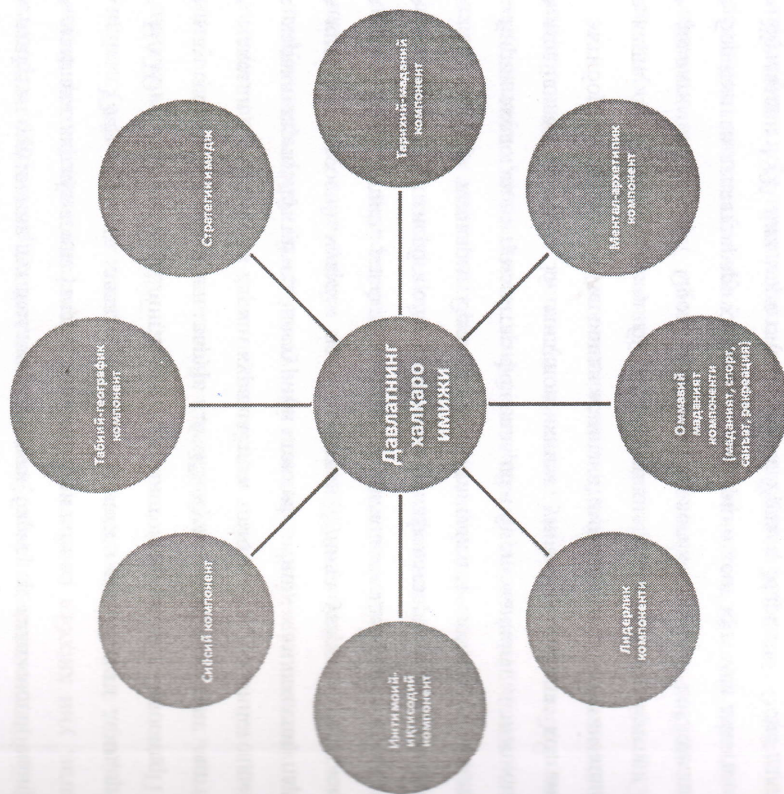 Табиий-географик
компонент
Стратегик имидж
Тарихий-маданий
компонент
Ментал-архетипик
компонент
Оммавий
маданият
компоненти
(маданият, спорт,
санъат, рекреация)
Лидерлик
компоненти
Ижтимоий-
иқтисодий
компонент
Сиёсий компонент
Давлатнинг
халҚаро
имижи